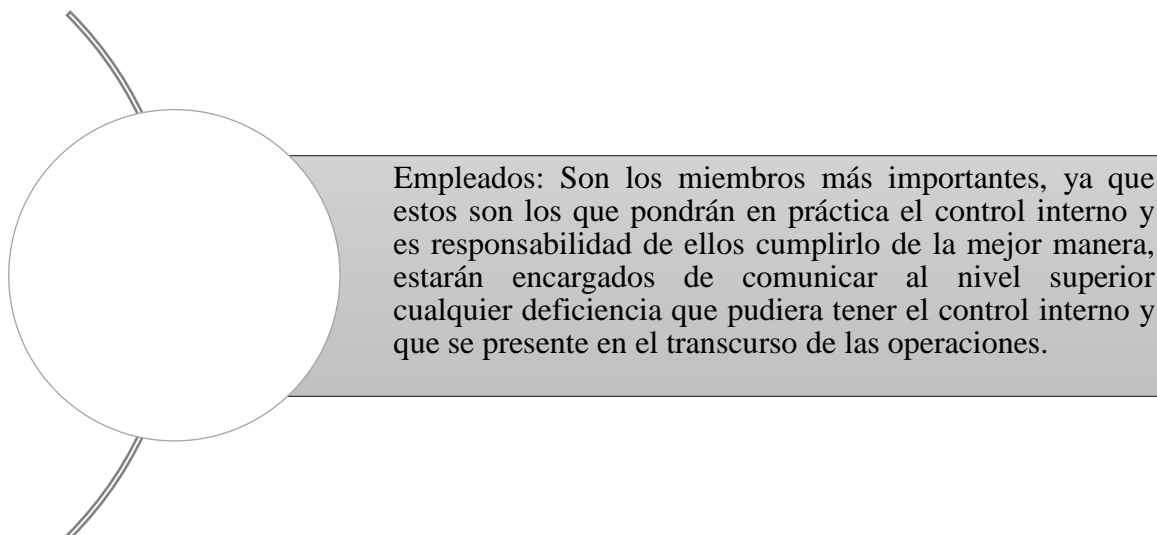 Empleados: Son los miembros más importantes, ya que
estos son los que pondrán en práctica el control interno y
es responsabilidad de ellos cumplirlo de la mejor manera,
estarán encargados de comunicar al nivel superior
cualquier deficiencia que pudiera tener el control interno y
que se presente en el transcurso de las operaciones.